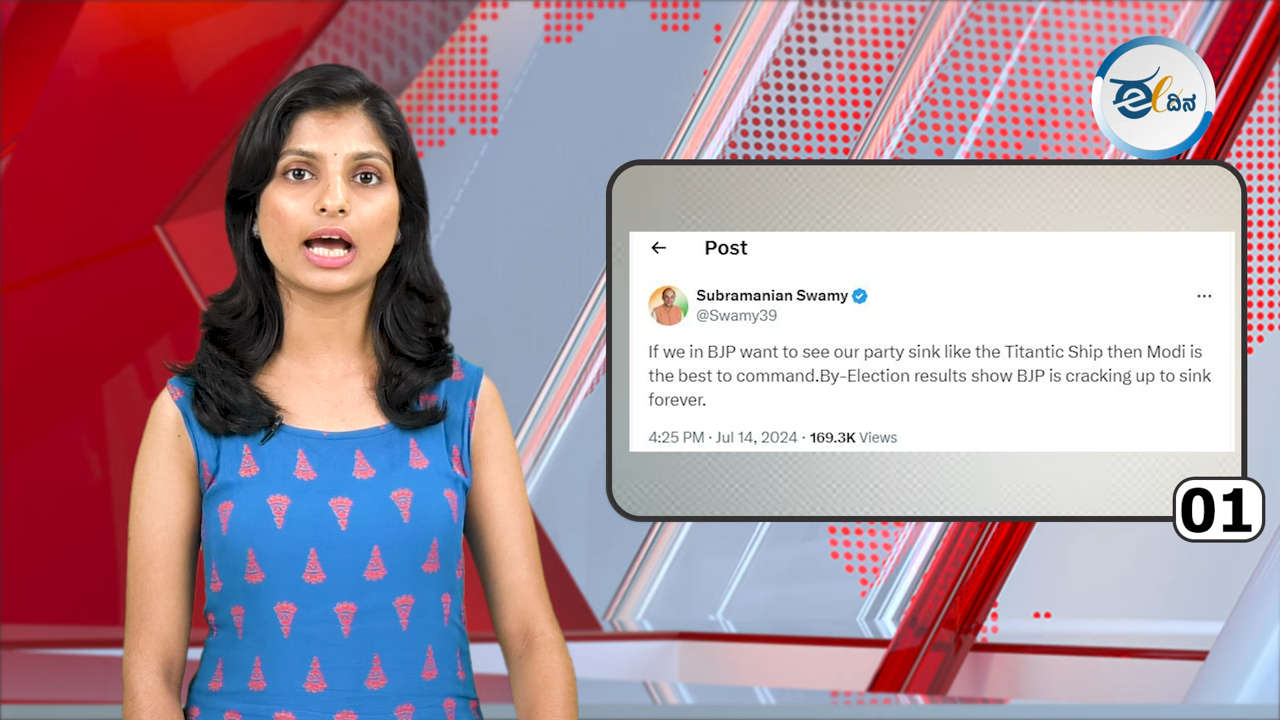 eeದಿನ
Post
Subramanian Swamy
@Swamy39
If we in BJP want to see our party sink like the Titantic Ship then Modi is
the best to command.By-Election results show BJP is cracking up to sink
forever.
4:25 PM · Jul 14, 2024 · 169.3K Views
01